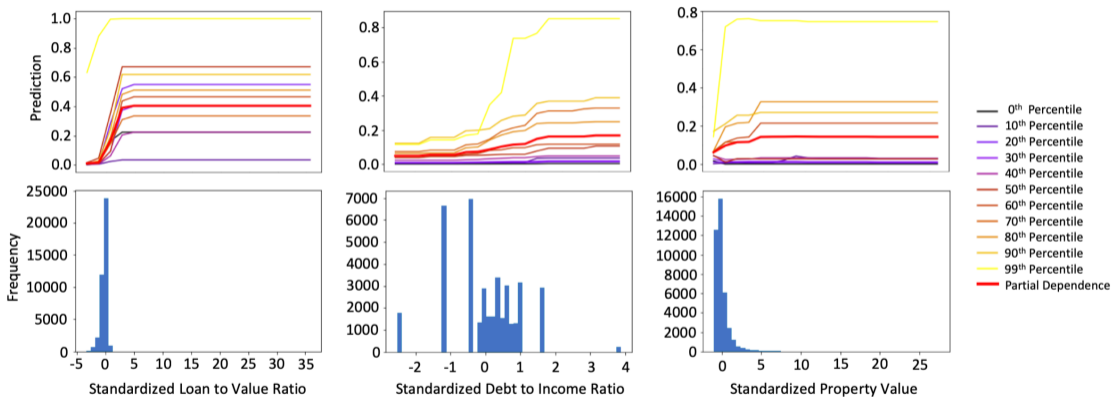 Prediction
1.0
0.8
0.6
0.4
0.2
0.0
0.8
0.6
0.4
0.2
0.0
0.8
0.6
0.4
0.2
0.0
0th Percentile
10th Percentile
20th Percentile
30th Percentile
40th Percentile
50th Percentile
60th Percentile
70th Percentile
80th Percentile
90th Percentile
99th Percentile
Partial Dependence
Frequency
25000
20000
15000
10000
5000
0
7000
6000
5000
4000
3000
2000
1000
0
16000
14000
12000
10000
8000
6000
4000
2000
0
-5 0 5 10 15 20 25 30 35
-2 -1 0 1 2 3 4
0 5 10 15 20 25
Standardized Loan to Value Ratio
Standardized Debt to Income Ratio
Standardized Property Value